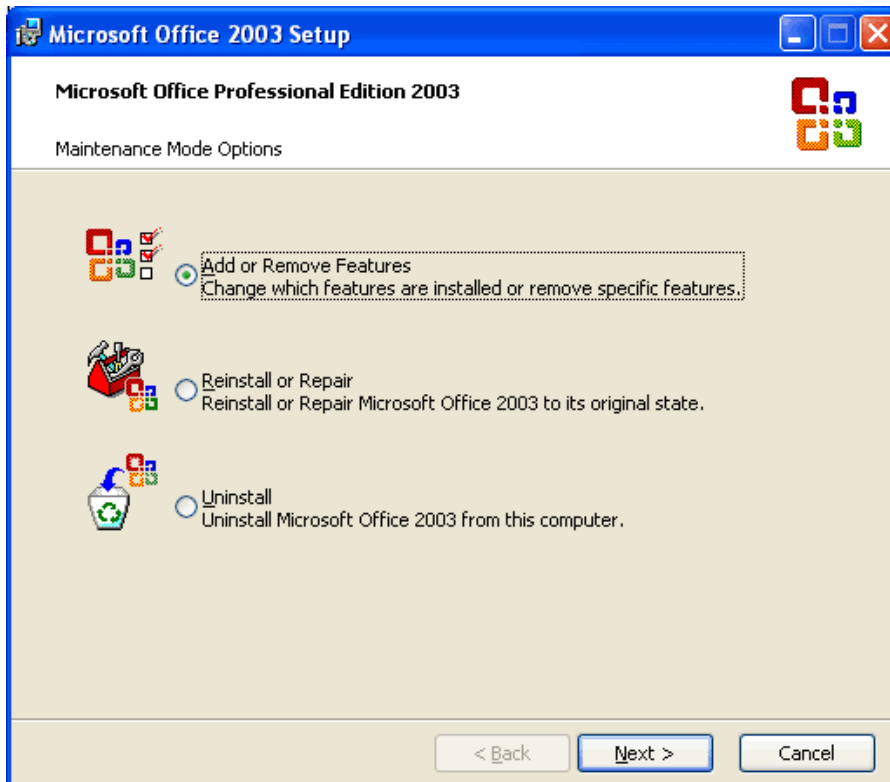 Microsoft Office 2003 Setup
Microsoft Office Professional Edition 2003
Maintenance Mode Options
Add or Remove Features
Change which features are installed or remove specific features.
Reinstall or Repair
Reinstall or Repair Microsoft Office 2003 to its original state.
Uninstall
Uninstall Microsoft Office 2003 from this computer.
< Back
Next >
Cancel